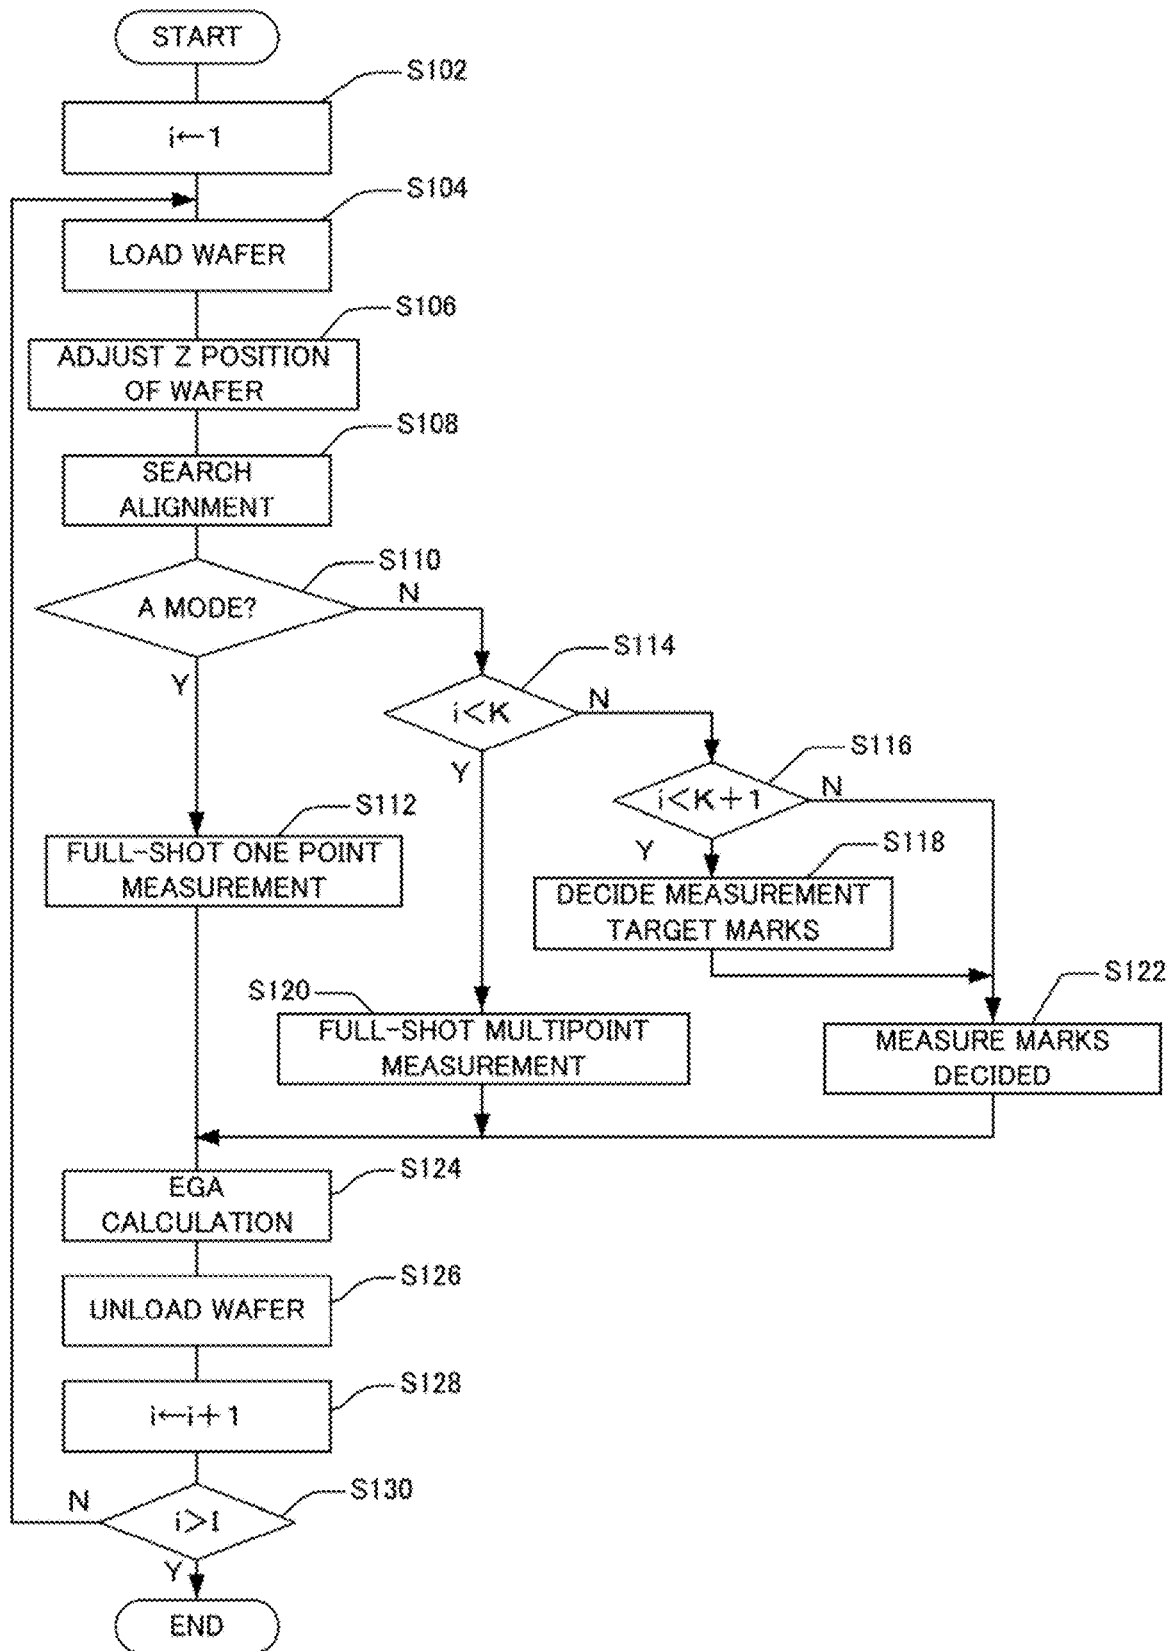 START
S102
i←1
S104
LOAD WAFER
S106
ADJUST Z POSITION
OF WAFER
S108
SEARCH
ALIGNMENT
S110
A MODE?
N
Y
S114
i<K
N
Y
S116
i<K+1
N
Y
S112
FULL-SHOT ONE POINT
MEASUREMENT
S118
DECIDE MEASUREMENT
TARGET MARKS
S120
FULL-SHOT MULTIPOINT
MEASUREMENT
S122
MEASURE MARKS
DECIDED
S124
EGA
CALCULATION
S126
UNLOAD WAFER
S128
i←i+1
S130
N
i>I
Y
END